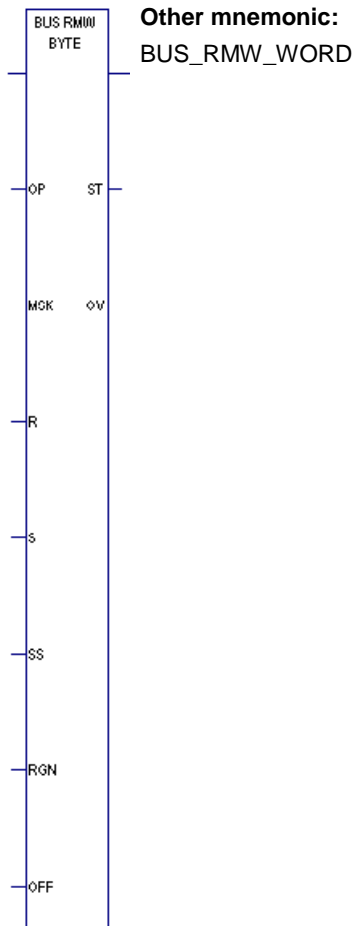 BUS RMW
BYTE
Other mnemonic:
BUS_RMW_WORD
OP ST
MSK OV
R
S
SS
RGN
OFF